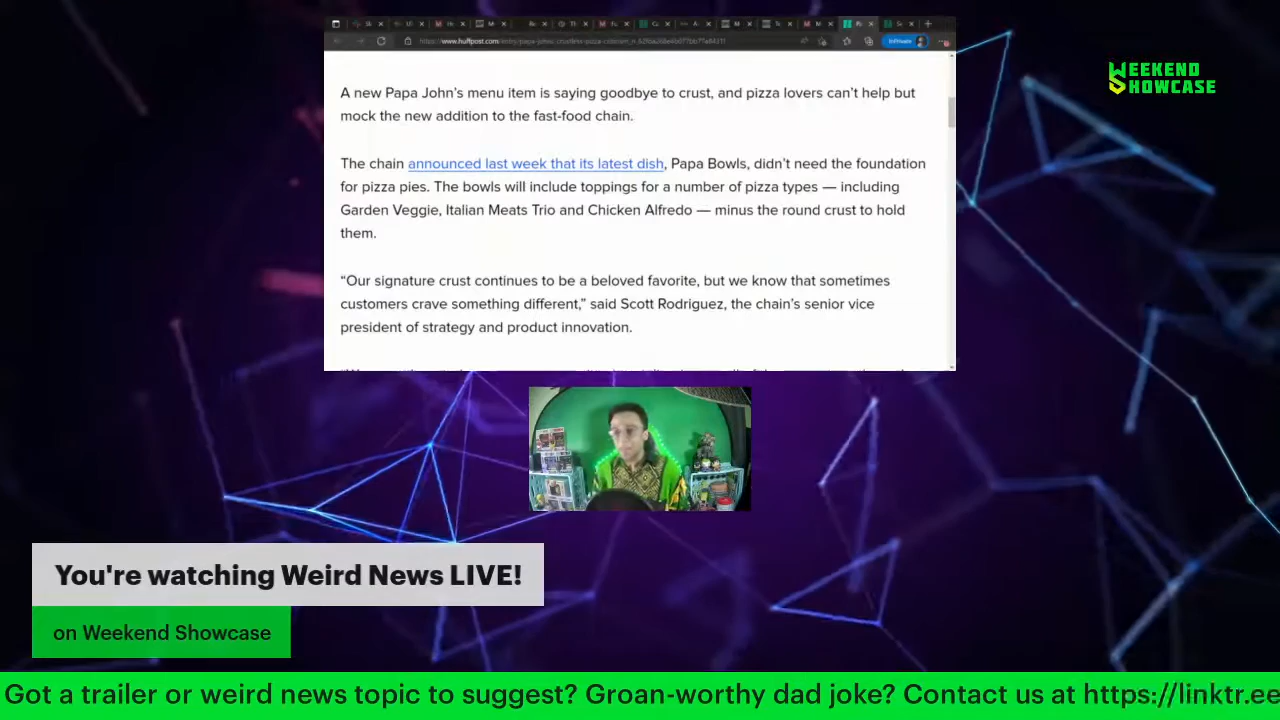 InPrivate
A new Papa John's menu item is saying goodbye to crust, and pizza lovers can't help but
mock the new addition to the fast-food chain.
The chain announced last week that its latest dish, Papa Bowls, didn't need the foundation
for pizza pies. The bowls will include toppings for a number of pizza types — including
Garden Veggie, Italian Meats Trio and Chicken Alfredo — minus the round crust to hold
them.
“Our signature crust continues to be a beloved favorite, but we know that sometimes
customers crave something different,” said Scott Rodriguez, the chain's senior vice
president of strategy and product innovation.
WEEKEND
SHOWCASE
You're watching Weird News LIVE!
on Weekend Showcase
Got a trailer or weird news topic to suggest? Groan-worthy dad joke? Contact us at https://linktr.ee